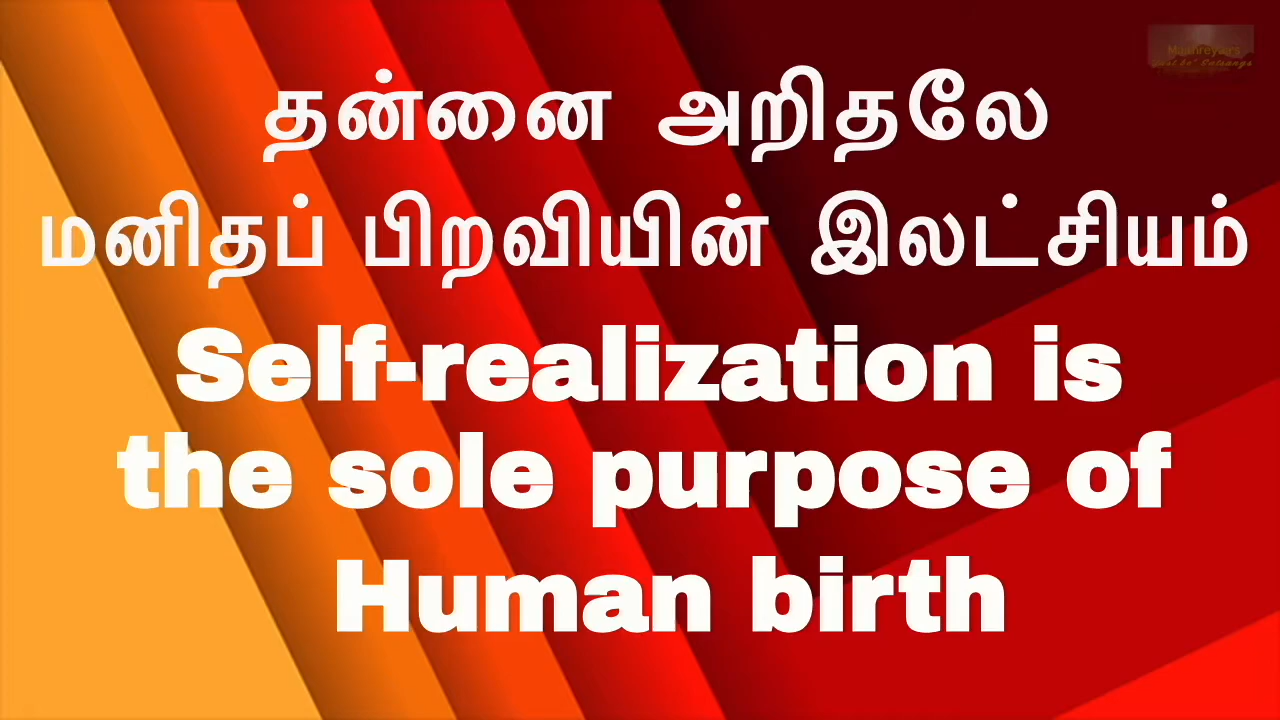 தன்னை அறிதலே
மனிதப் பிறவியின் இலட்சியம்
Self-realization is
the sole purpose of
Human birth